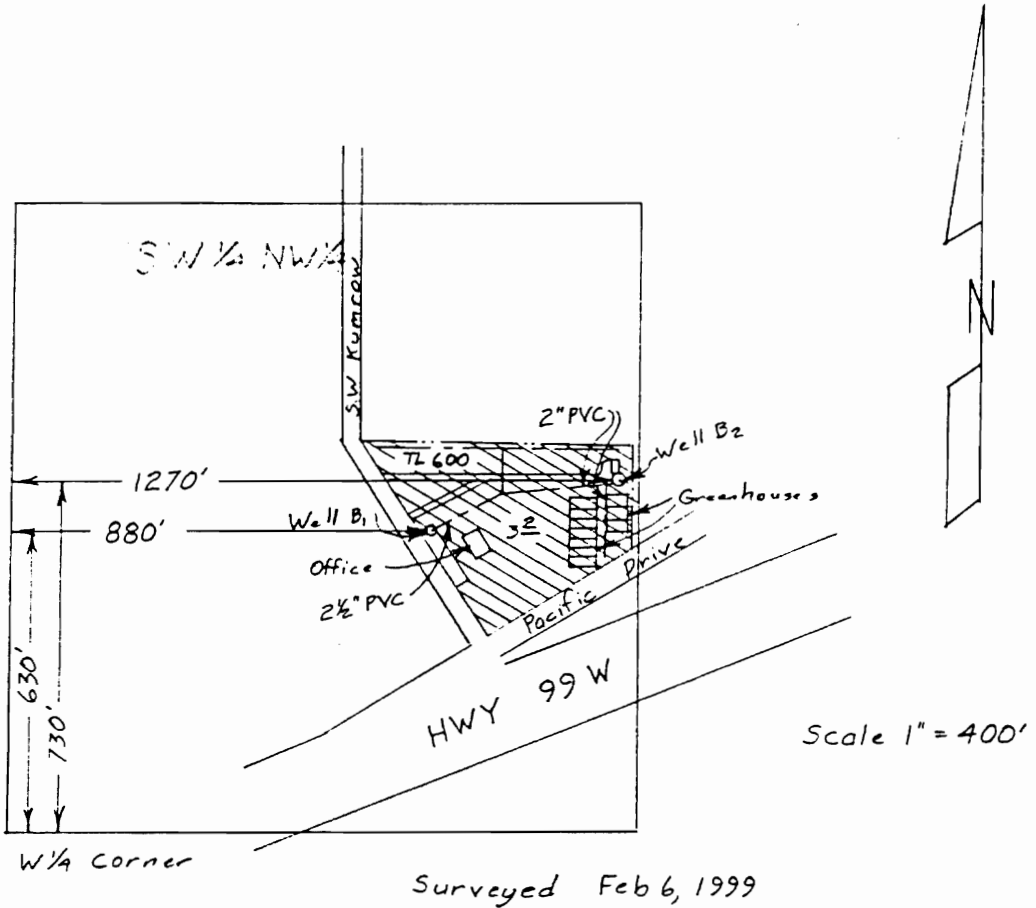 SW 1/4 NW 1/4
S.W Kumrow
N
2" PVC
Well B2
TL 600
1270'
Greenhouses
Well B1
880'
3.2
Office
2½" PVC
Pacific Drive
630'
730'
HWY 99 W
Scale 1" = 400'
W 1/4 Corner
Surveyed Feb 6, 1999